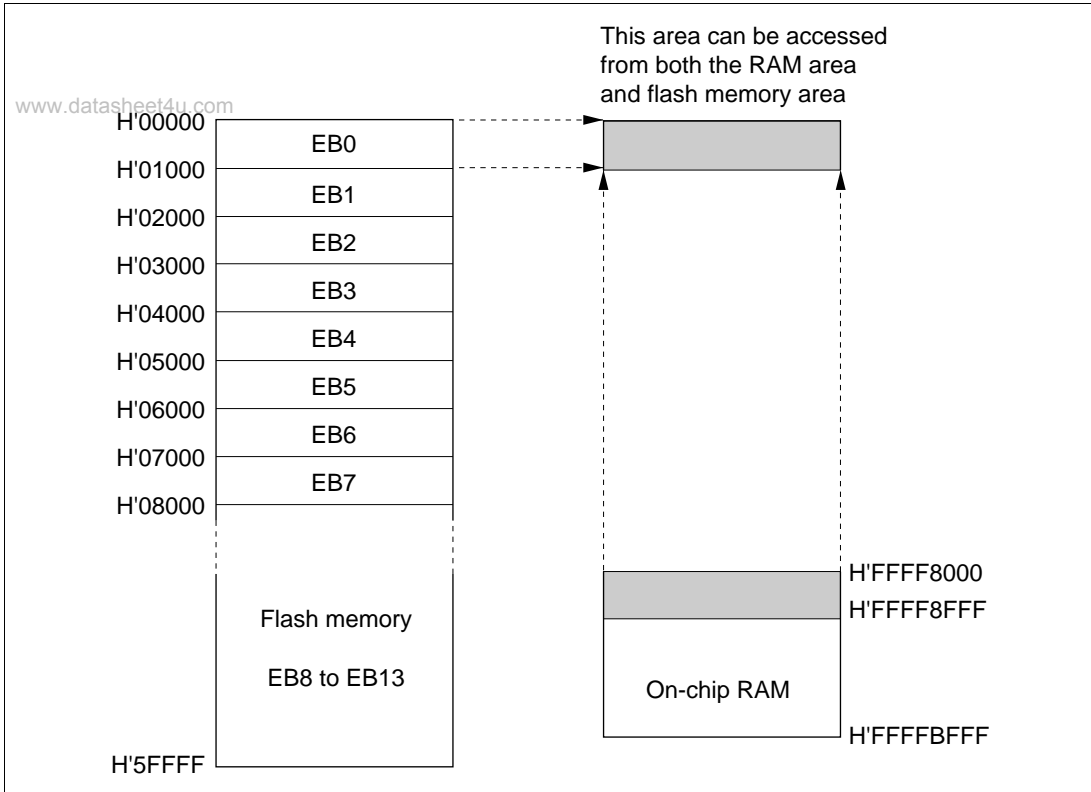 This area can be accessed
from both the RAM area
and flash memory area
www.datasheet4u.com
H'00000
EB0
H'01000
EB1
H'02000
EB2
H'03000
EB3
H'04000
EB4
H'05000
EB5
H'06000
EB6
H'07000
EB7
H'08000
H'FFFF8000
H'FFFF8FFF
Flash memory
EB8 to EB13
On-chip RAM
H'FFFFBFFF
H'5FFFF